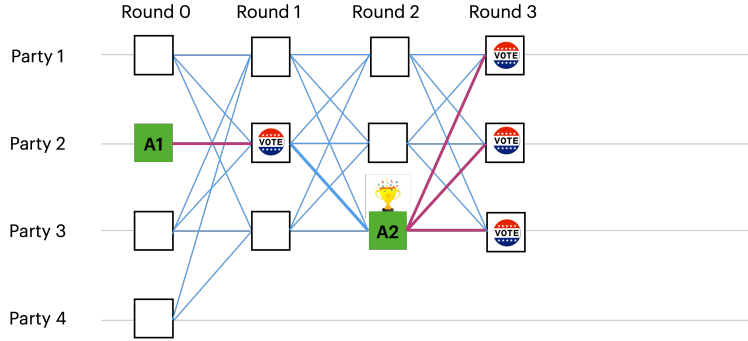 Round 0 Round 1 Round 2 Round 3
Party 1
VOTE
Party 2
A1
VOTE
VOTE
Party 3
A2
VOTE
Party 4